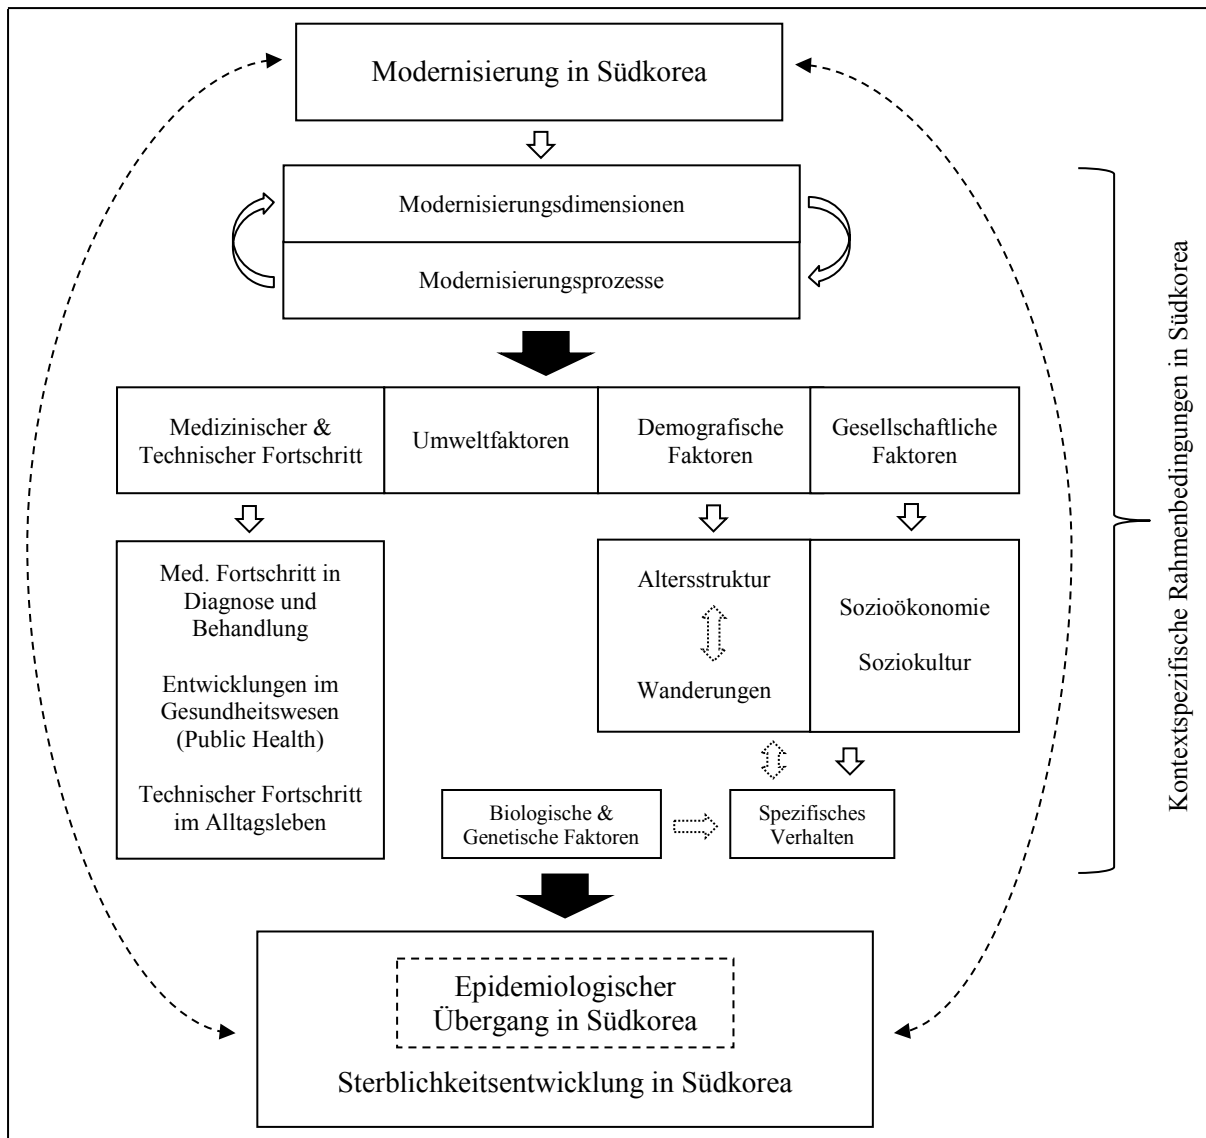 Modernisierung in Südkorea
Modernisierungsdimensionen
Modernisierungsprozesse
Medizinischer &
Technischer Fortschritt
Umweltfaktoren
Demografische
Faktoren
Gesellschaftliche
Faktoren
Med. Fortschritt in
Diagnose und
Behandlung
Entwicklungen im
Gesundheitswesen
(Public Health)
Technischer Fortschritt
im Alltagsleben
Altersstruktur
Wanderungen
Sozioökonomie
Soziokultur
Biologische &
Genetische Faktoren
Spezifisches
Verhalten
Epidemiologischer
Übergang in Südkorea
Sterblichkeitsentwicklung in Südkorea
Kontextspezifische Rahmenbedingungen in Südkorea